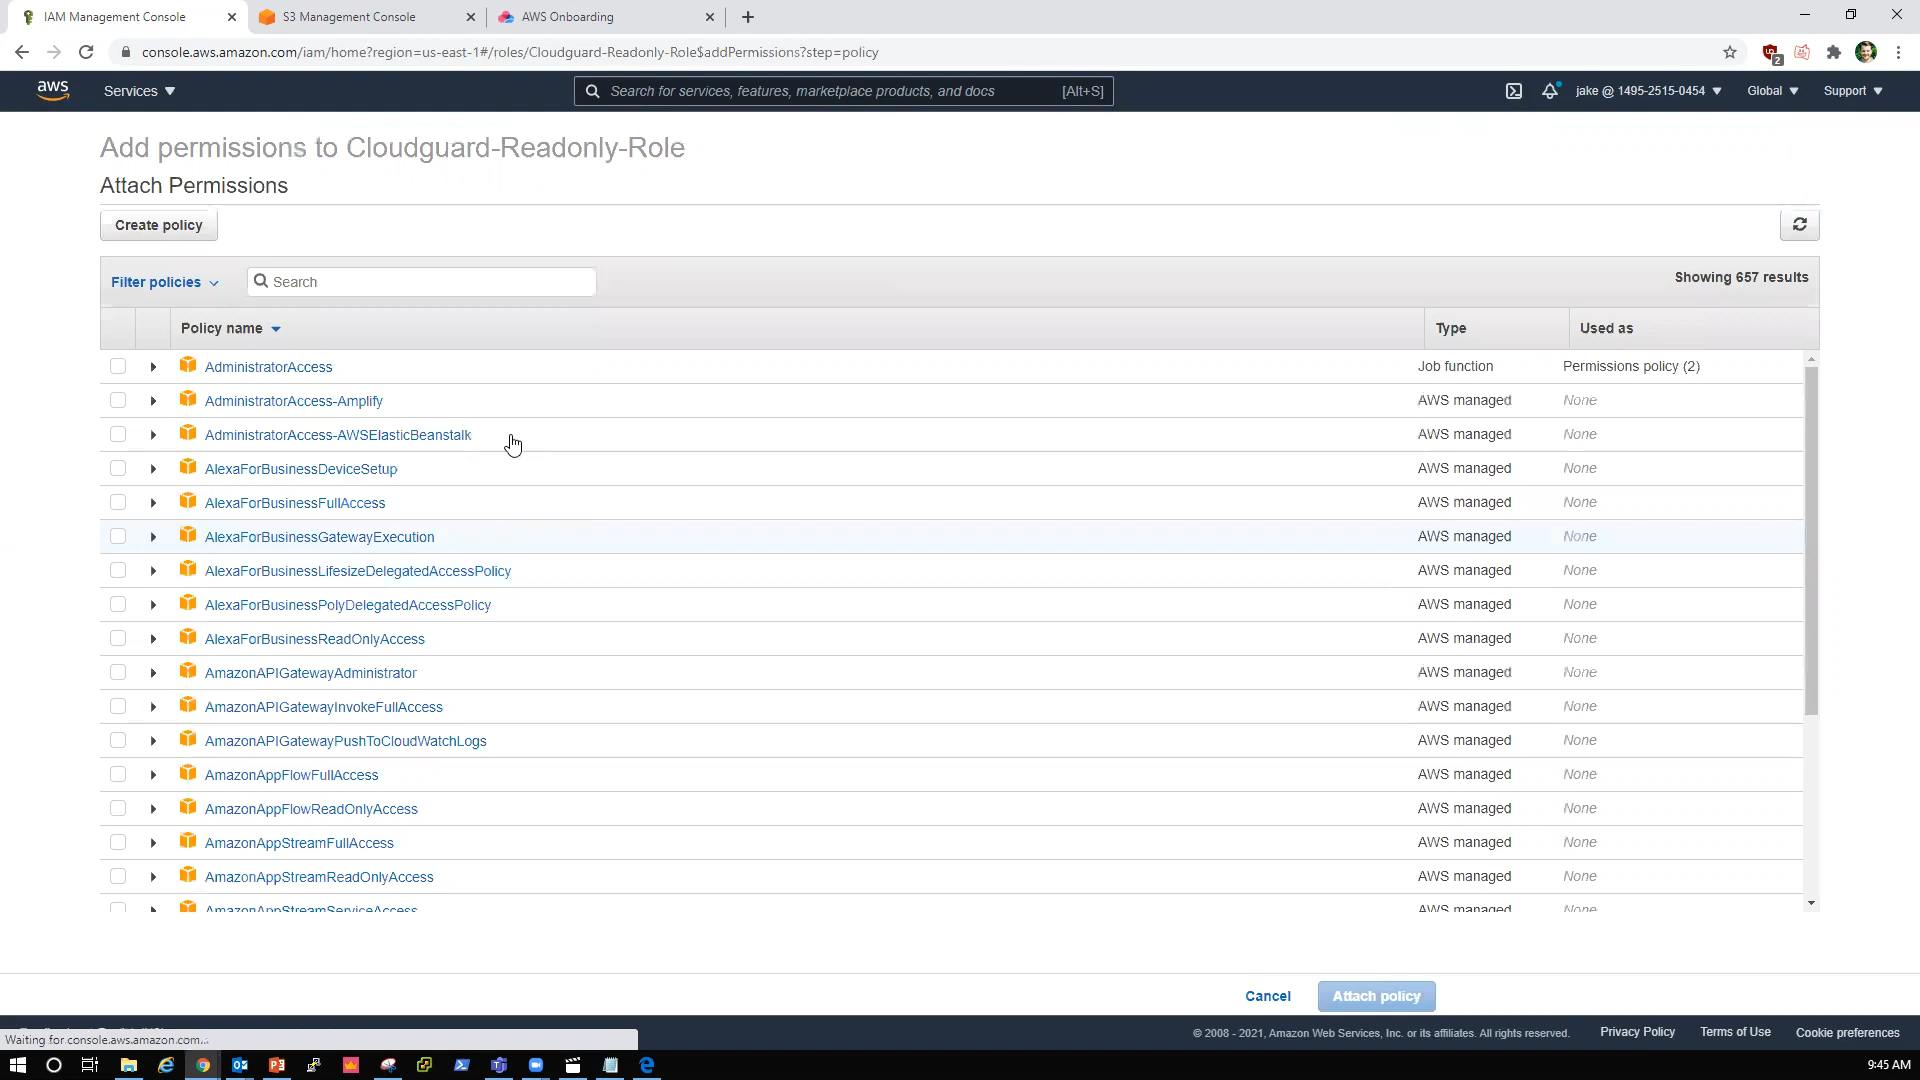 IAM Management Console
S3 Management Console
AWS Onboarding
console.aws.amazon.com/iam/home?region=us-east-1#/roles/Cloudguard-Readonly-Role$addPermissions?step=policy
2
aws
Services
Search for services, features, marketplace products, and docs
[Alt+S]
jake @ 1495-2515-0454
Global
Support
Add permissions to Cloudguard-Readonly-Role
Attach Permissions
Create policy
Filter policies
Search
Showing 657 results
Policy name Type Used as
AdministratorAccess Job function Permissions policy (2)
AdministratorAccess-Amplify AWS managed None
AdministratorAccess-AWSElasticBeanstalk AWS managed None
AlexaForBusinessDeviceSetup AWS managed None
AlexaForBusinessFullAccess AWS managed None
AlexaForBusinessGatewayExecution AWS managed None
AlexaForBusinessLifesizeDelegatedAccessPolicy AWS managed None
AlexaForBusinessPolyDelegatedAccessPolicy AWS managed None
AlexaForBusinessReadOnlyAccess AWS managed None
AmazonAPIGatewayAdministrator AWS managed None
AmazonAPIGatewayInvokeFullAccess AWS managed None
AmazonAPIGatewayPushToCloudWatchLogs AWS managed None
AmazonAppFlowFullAccess AWS managed None
AmazonAppFlowReadOnlyAccess AWS managed None
AmazonAppStreamFullAccess AWS managed None
AmazonAppStreamReadOnlyAccess AWS managed None
AmazonAppStreamServiceAccess AWS managed None
Cancel
Attach policy
Waiting for console.aws.amazon.com...
© 2008 - 2021, Amazon Web Services, Inc. or its affiliates. All rights reserved.
Privacy Policy
Terms of Use
Cookie preferences
9:45 AM